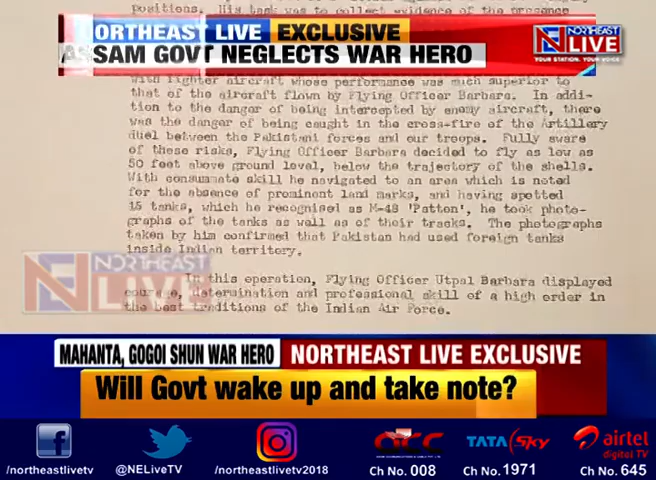 positions. His task was to collect evidence of the presence
ORTHEAST LIVE EXCLUSIVE
ASSAM GOVT NEGLECTS WAR HERO
NORTHEAST
LIVE
YOUR STATION. YOUR VOICE
with fighter aircraft whose performance was much superior to
that of the aircraft flown by Flying Officer Barbara. In addi-
tion to the danger of being intercepted by enemy aircraft, there
was the danger of being caught in the cross-fire of the Artillery
duel between the Pakistani forces and our troops. Fully aware
of these risks, Flying Officer Barbara decided to fly as low as
50 feet above ground level, below the trajectory of the shells.
With consummate skill he navigated to an area which is noted
for the absence of prominent land marks, and having spotted
15 tanks, which he recognised as M-48 'Patton', he took photo-
graphs of the tanks as well as of their tracks. The photographs
taken by him confirmed that Pakistan had used foreign tanks
inside Indian territory.
NORTHEAST
LIVE
In this operation, Flying Officer Utpal Barbara displayed
courage, determination and professional skill of a high order in
the best traditions of the Indian Air Force.
MAHANTA, GOGOI SHUN WAR HERO NORTHEAST LIVE EXCLUSIVE
Will Govt wake up and take note?
/northeastlivetv @NELiveTV /northeastlivetv2018
Ch No. 008
TATA Sky
Ch No. 1971
airtel
digital TV
Ch No. 645